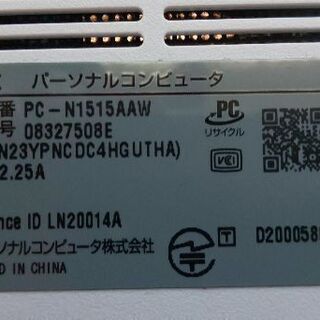 パーソナルコンピュータ
番 PC-N1515AAW
号 08327508E
N23YPNCDC4HGUTHA)
2.25A
PC
リサイクル
VCI
nce ID LN20014A
ーソナルコンピュータ株式会社
D IN CHINA
T
D200058